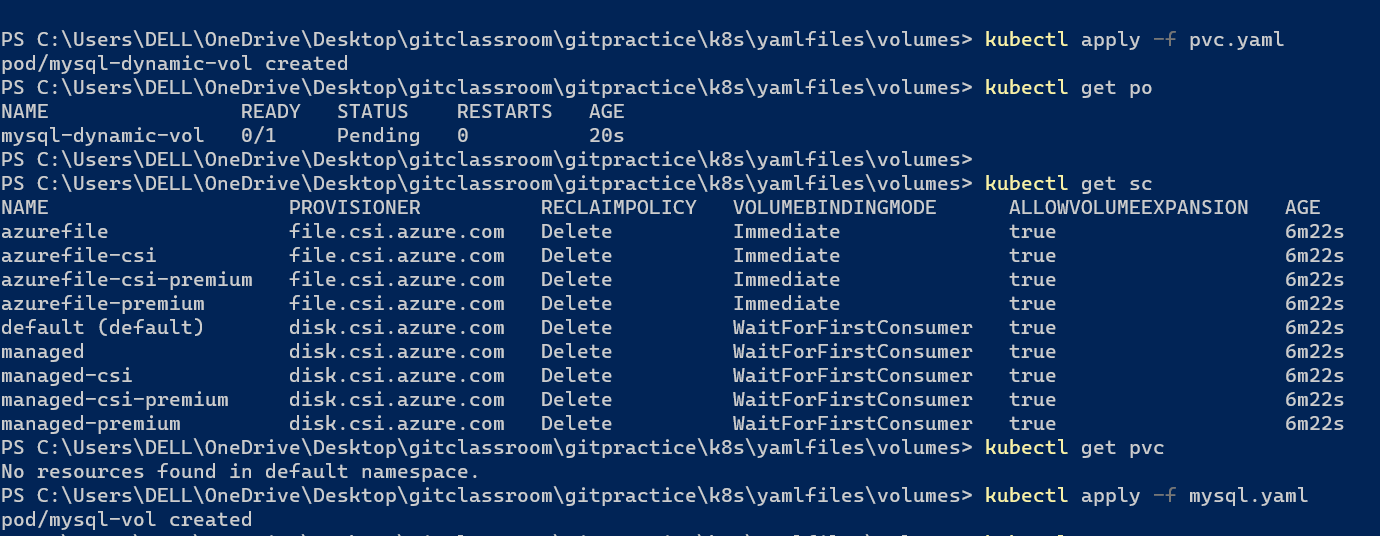 PS C:\Users\DELL\OneDrive\Desktop\gitclassroom\gitpractice\k8s\yamlfiles\volumes> kubectl apply -f pvc.yaml
pod/mysql-dynamic-vol created
PS C:\Users\DELL\OneDrive\Desktop\gitclassroom\gitpractice\k8s\yamlfiles\volumes> kubectl get po
NAME                READY   STATUS    RESTARTS   AGE
mysql-dynamic-vol   0/1     Pending   0          20s
PS C:\Users\DELL\OneDrive\Desktop\gitclassroom\gitpractice\k8s\yamlfiles\volumes>
PS C:\Users\DELL\OneDrive\Desktop\gitclassroom\gitpractice\k8s\yamlfiles\volumes> kubectl get sc
NAME                    PROVISIONER          RECLAIMPOLICY   VOLUMEBINDINGMODE      ALLOWVOLUMEEXPANSION   AGE
azurefile               file.csi.azure.com   Delete          Immediate              true                   6m22s
azurefile-csi           file.csi.azure.com   Delete          Immediate              true                   6m22s
azurefile-csi-premium   file.csi.azure.com   Delete          Immediate              true                   6m22s
azurefile-premium       file.csi.azure.com   Delete          Immediate              true                   6m22s
default (default)       disk.csi.azure.com   Delete          WaitForFirstConsumer   true                   6m22s
managed                 disk.csi.azure.com   Delete          WaitForFirstConsumer   true                   6m22s
managed-csi             disk.csi.azure.com   Delete          WaitForFirstConsumer   true                   6m22s
managed-csi-premium     disk.csi.azure.com   Delete          WaitForFirstConsumer   true                   6m22s
managed-premium         disk.csi.azure.com   Delete          WaitForFirstConsumer   true                   6m22s
PS C:\Users\DELL\OneDrive\Desktop\gitclassroom\gitpractice\k8s\yamlfiles\volumes> kubectl get pvc
No resources found in default namespace.
PS C:\Users\DELL\OneDrive\Desktop\gitclassroom\gitpractice\k8s\yamlfiles\volumes> kubectl apply -f mysql.yaml
pod/mysql-vol created